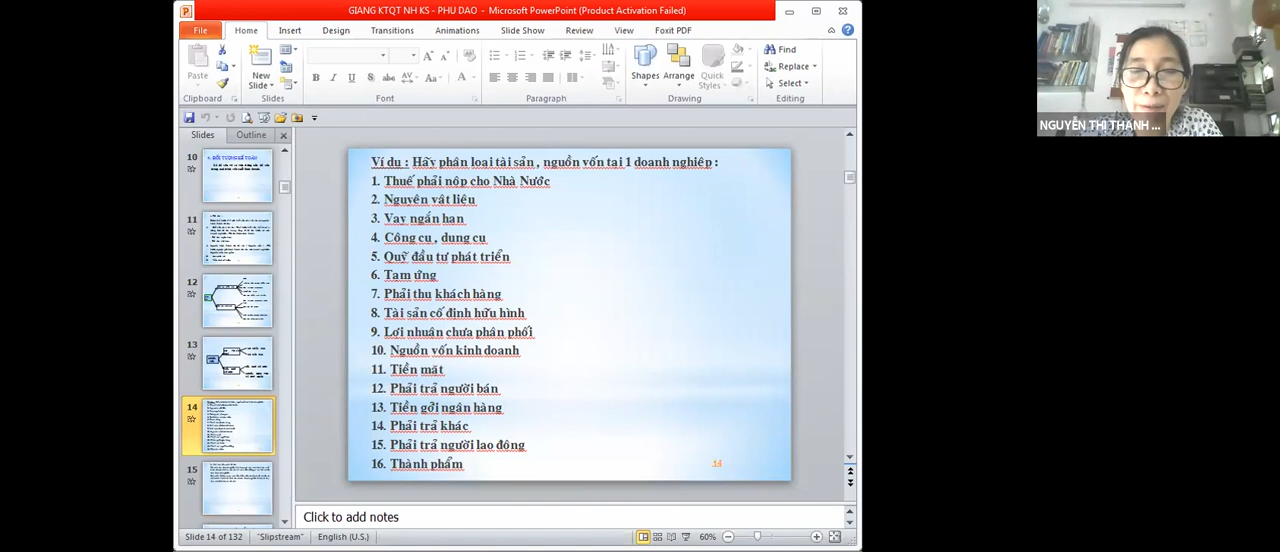 GIANG KTQT NH KS - PHU DAO - Microsoft PowerPoint (Product Activation Failed)
File Home Insert Design Transitions Animations Slide Show Review View Foxit PDF
Paste
New
Slide
Shapes Arrange Quick
Styles
Find
Replace
Select
Clipboard Slides Font Paragraph Drawing Editing
Slides Outline
10
11
12
13
14
15
Ví dụ : Hãy phân loại tài sản , nguồn vốn tại 1 doanh nghiệp :
1. Thuế phải nộp cho Nhà Nước
2. Nguyên vật liệu
3. Vay ngắn hạn
4. Công cụ , dụng cụ
5. Quỹ đầu tư phát triển
6. Tạm ứng
7. Phải thu khách hàng
8. Tài sản cố định hữu hình
9. Lợi nhuận chưa phân phối
10. Nguồn vốn kinh doanh
11. Tiền mặt
12. Phải trả người bán
13. Tiền gởi ngân hàng
14. Phải trả khác
15. Phải trả người lao động
16. Thành phẩm
14
Click to add notes
Slide 14 of 132 "Slipstream" English (U.S.) 60%
NGUYỄN THỊ THANH ...